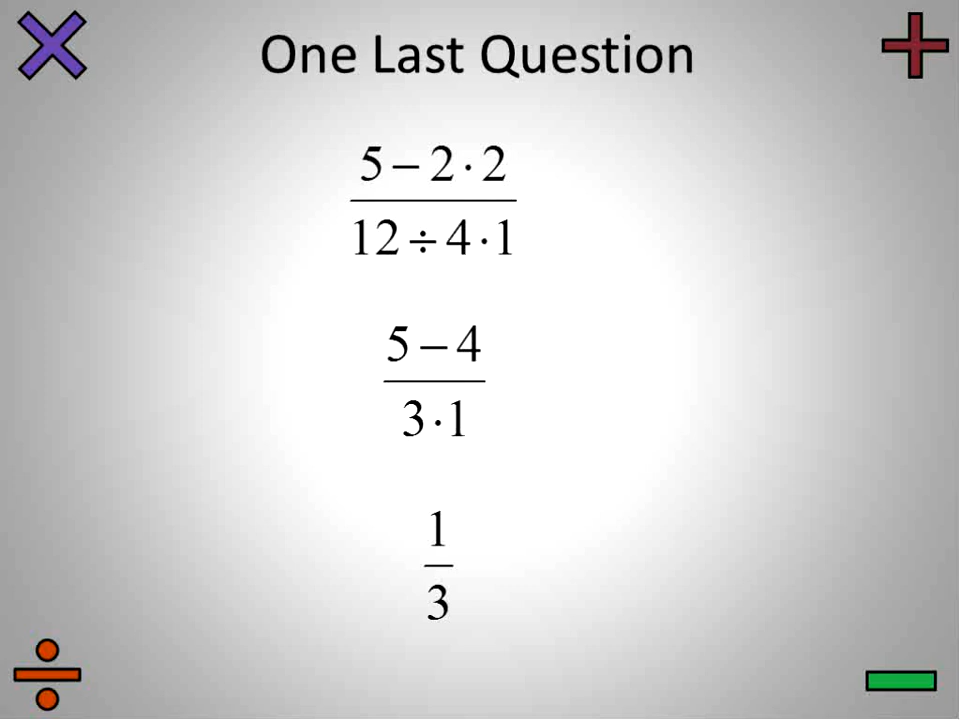 One Last Question
5 − 2 · 2
12 ÷ 4 · 1
5 − 4
3 · 1
1
3